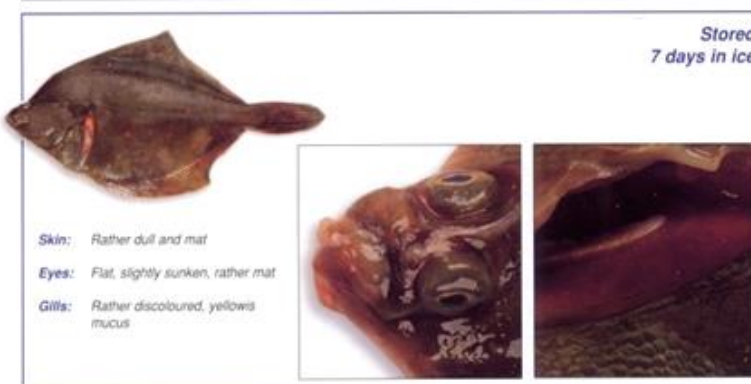 Stored
7 days in ice
Skin: Rather dull and mat
Eyes: Flat, slightly sunken, rather mat
Gills: Rather discoloured, yellowis
mucus